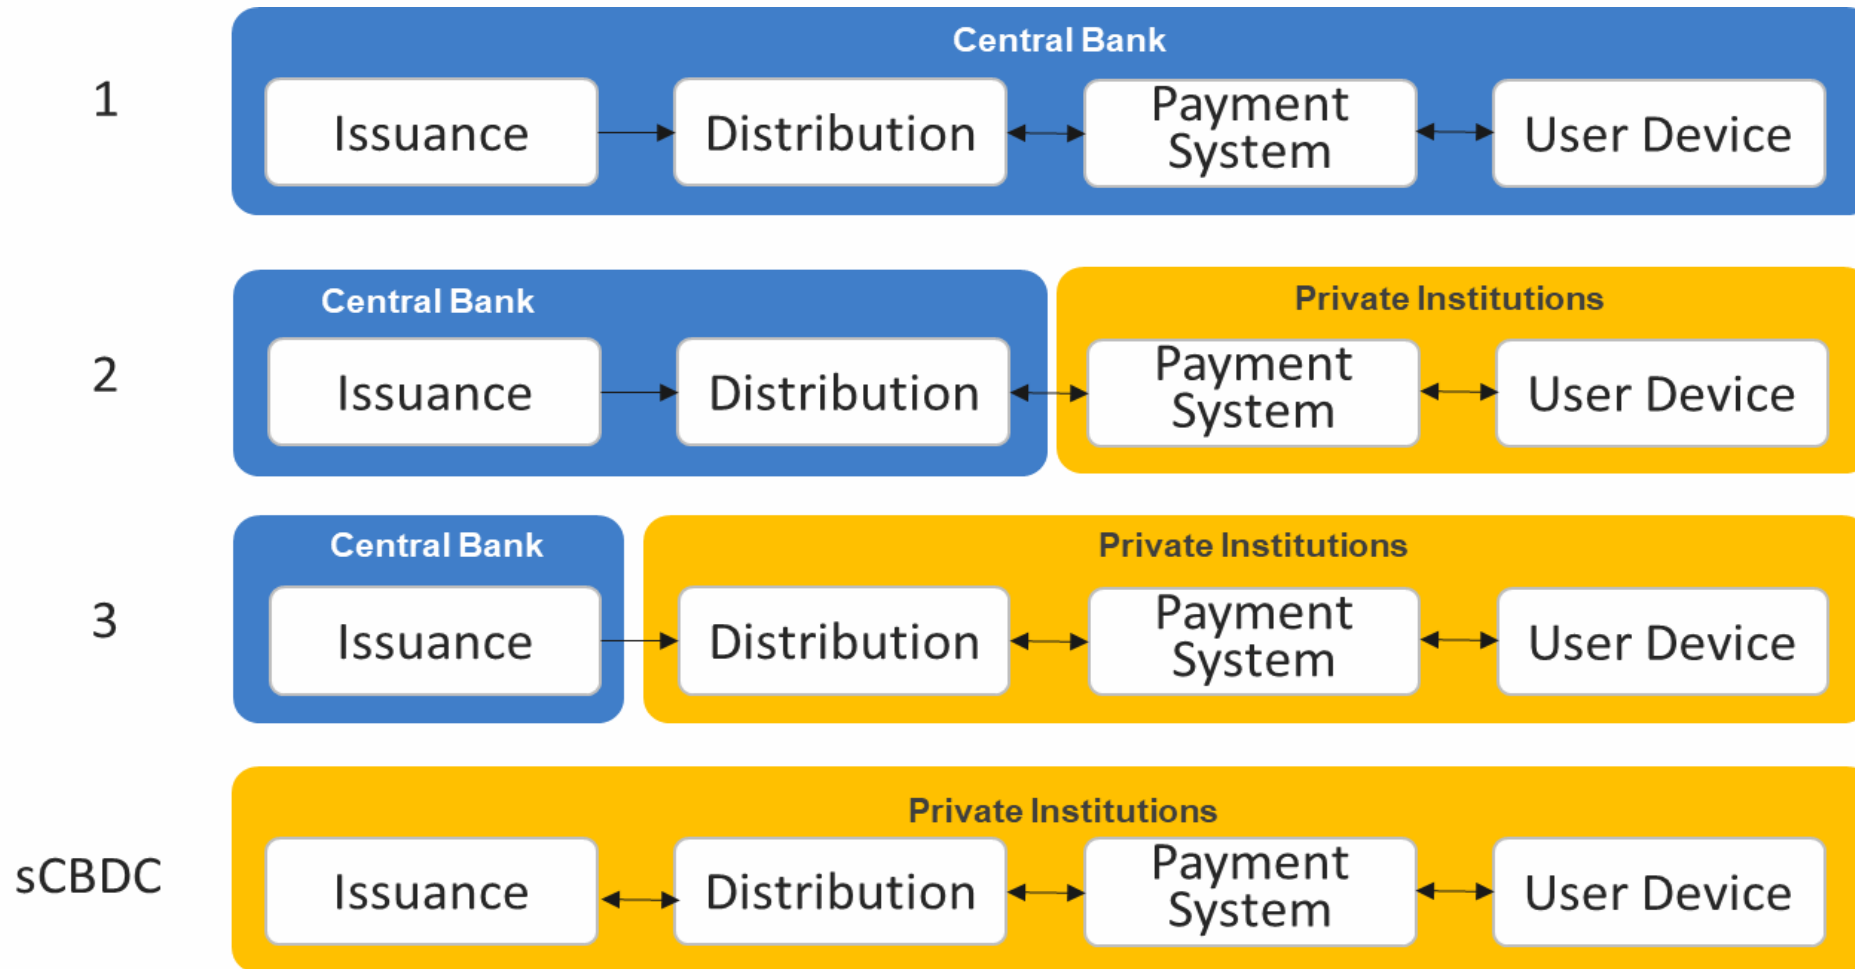 Central Bank
1
Issuance
Distribution
Payment
System
User Device
Central Bank
Private Institutions
2
Issuance
Distribution
Payment
System
User Device
Central Bank
Private Institutions
3
Issuance
Distribution
Payment
System
User Device
Private Institutions
sCBDC
Issuance
Distribution
Payment
System
User Device